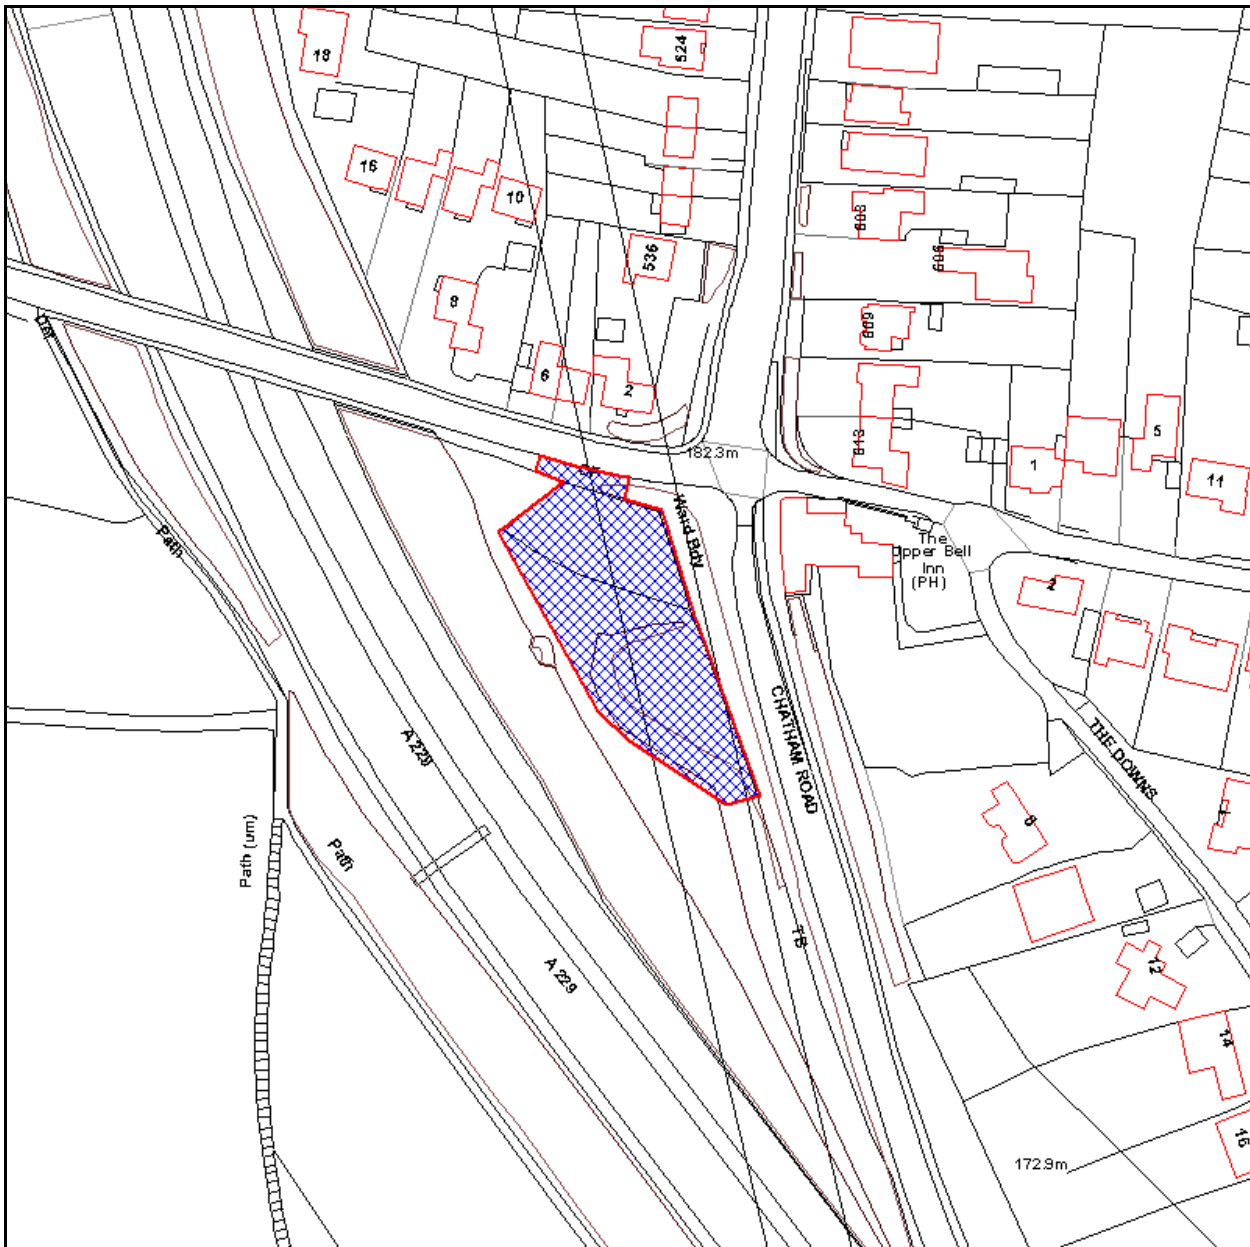 18
524
16
10
603
606
536
8
609
6
2
182.3m
613
1
5
11
Ward Bdy
The
Upper Bell
Inn
(PH)
Path
2
CHATHAM ROAD
THE DOWNS
A 229
Path (um)
Path
TB
A 229
12
14
16
172.9m